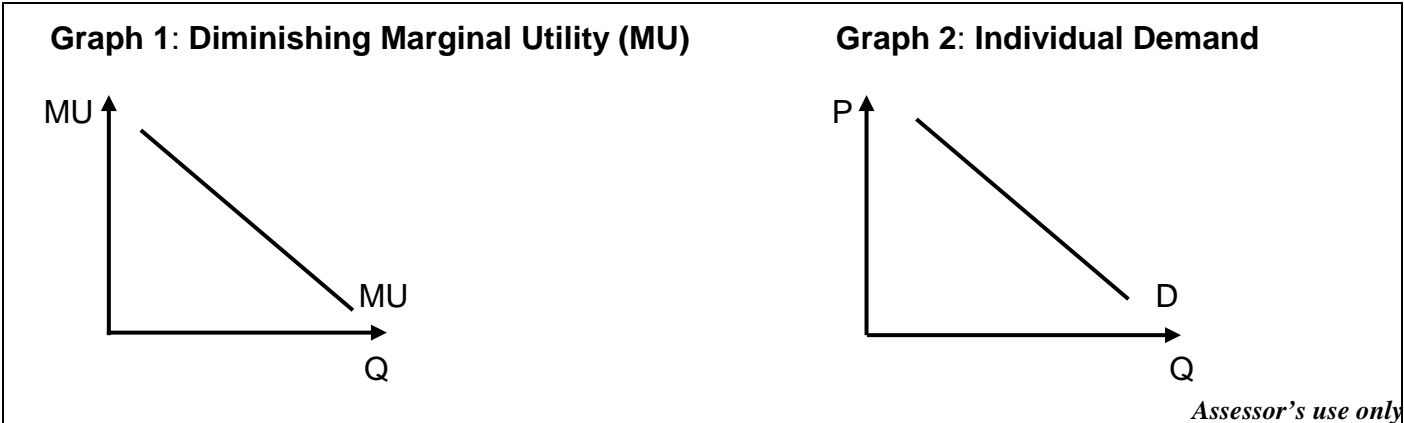 Graph 1: Diminishing Marginal Utility (MU)
Graph 2: Individual Demand
MU
MU
Q
P
D
Q
Assessor's use only